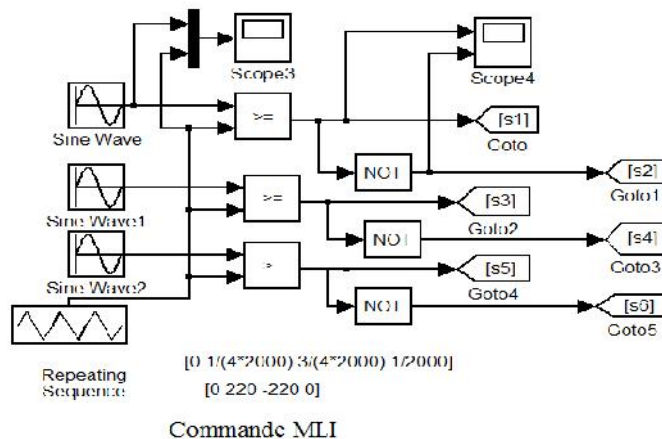 Scope3
Scope4
Sine Wave
>=
[s1]
Goto
NOT
[s2]
Goto1
Sine Wave1
>=
[s3]
Goto2
NOT
[s4]
Goto3
Sine Wave2
>
[s5]
Goto4
NOT
[s6]
Goto5
Repeating
Sequence
[0 1/(4*2000) 3/(4*2000) 1/2000]
[0 220 -220 0]
Commande MLI